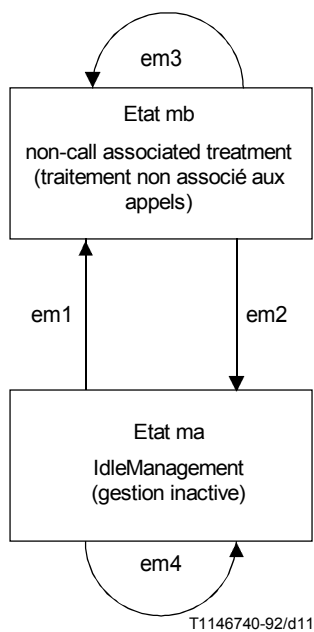 em3
Etat mb
non-call associated treatment
(traitement non associé aux
appels)
em1
em2
Etat ma
IdleManagement
(gestion inactive)
em4
T1146740-92/d11